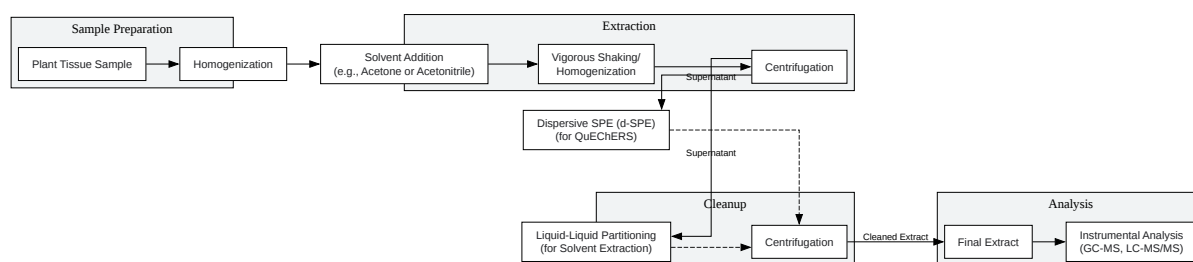 Sample Preparation
Extraction
Plant Tissue Sample
Homogenization
Solvent Addition
(e.g., Acetone or Acetonitrile)
Vigorous Shaking/
Homogenization
Centrifugation
Supernatant
Dispersive SPE (d-SPE)
(for QuEChERS)
Supernatant
Cleanup
Analysis
Liquid-Liquid Partitioning
(for Solvent Extraction)
Centrifugation
Cleaned Extract
Final Extract
Instrumental Analysis
(GC-MS, LC-MS/MS)